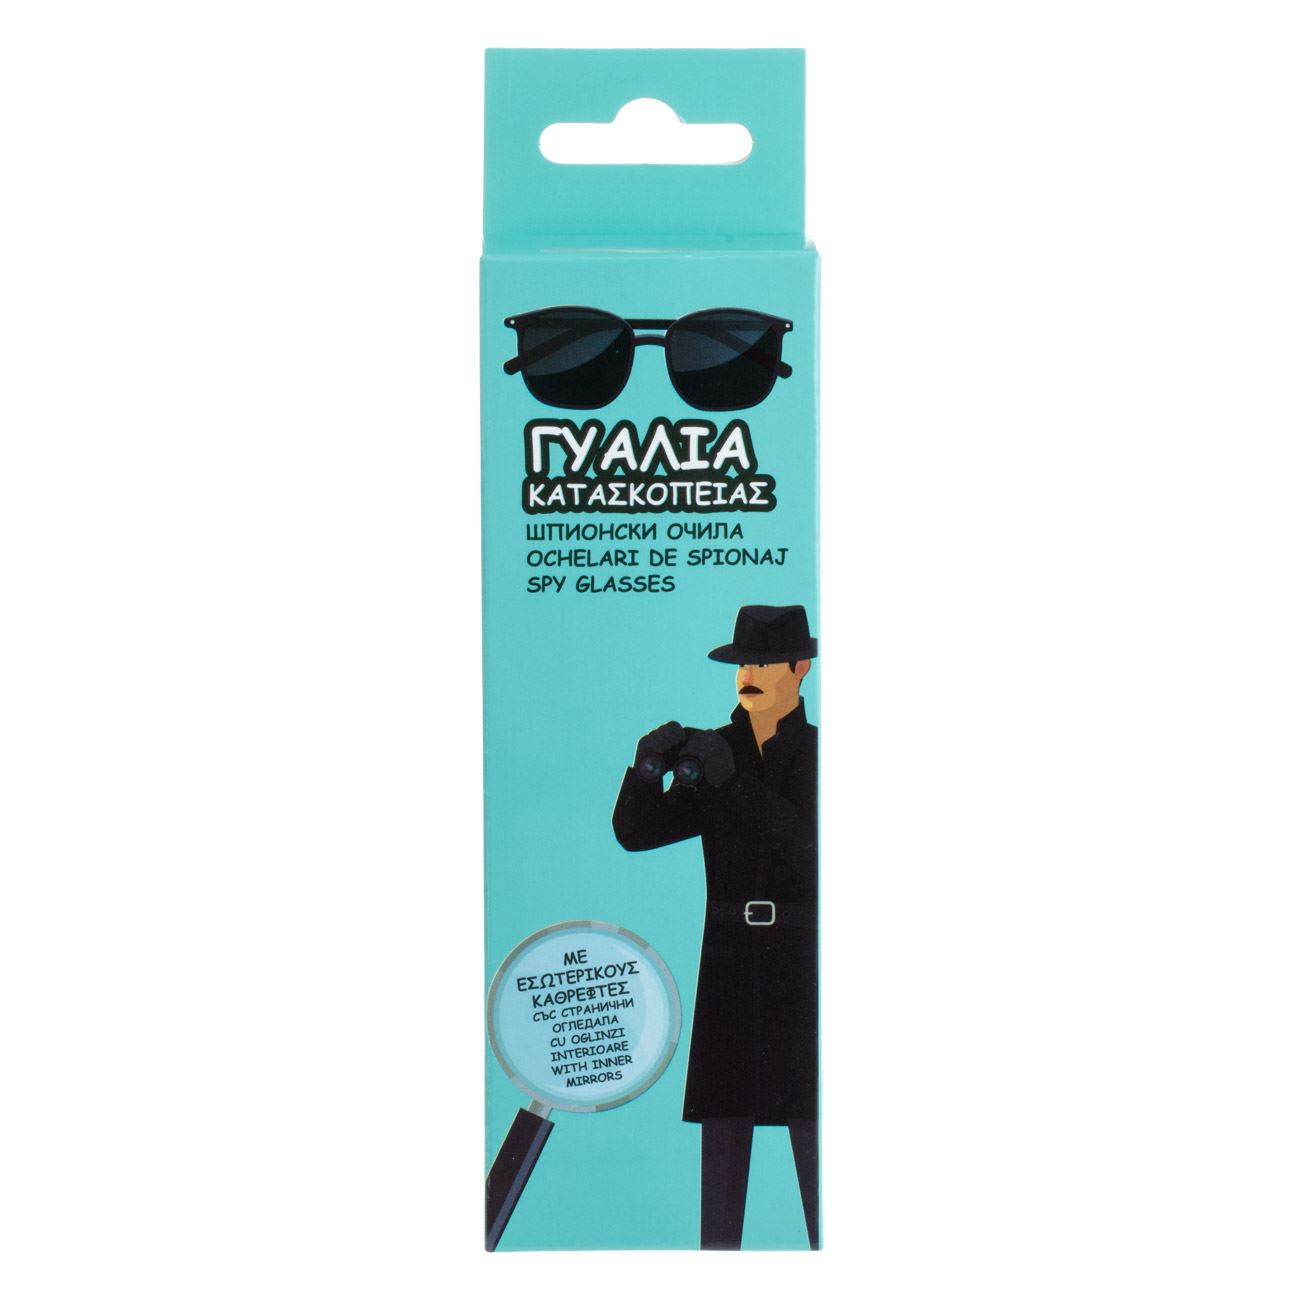 ΓΥΑΛΙΑ
ΚΑΤΑΣΚΟΠΕΙΑΣ
ШПИОНСКИ ОЧИЛА
OCHELARI DE SPIONAJ
SPY GLASSES
ΜΕ
ΕΣΩΤΕΡΙΚΟΥΣ
ΚΑΘΡΕΦΤΕΣ
СЪС СТРАНИЧНИ
ОГЛЕДАЛА
CU OGLINZI
INTERIOARE
WITH INNER
MIRRORS